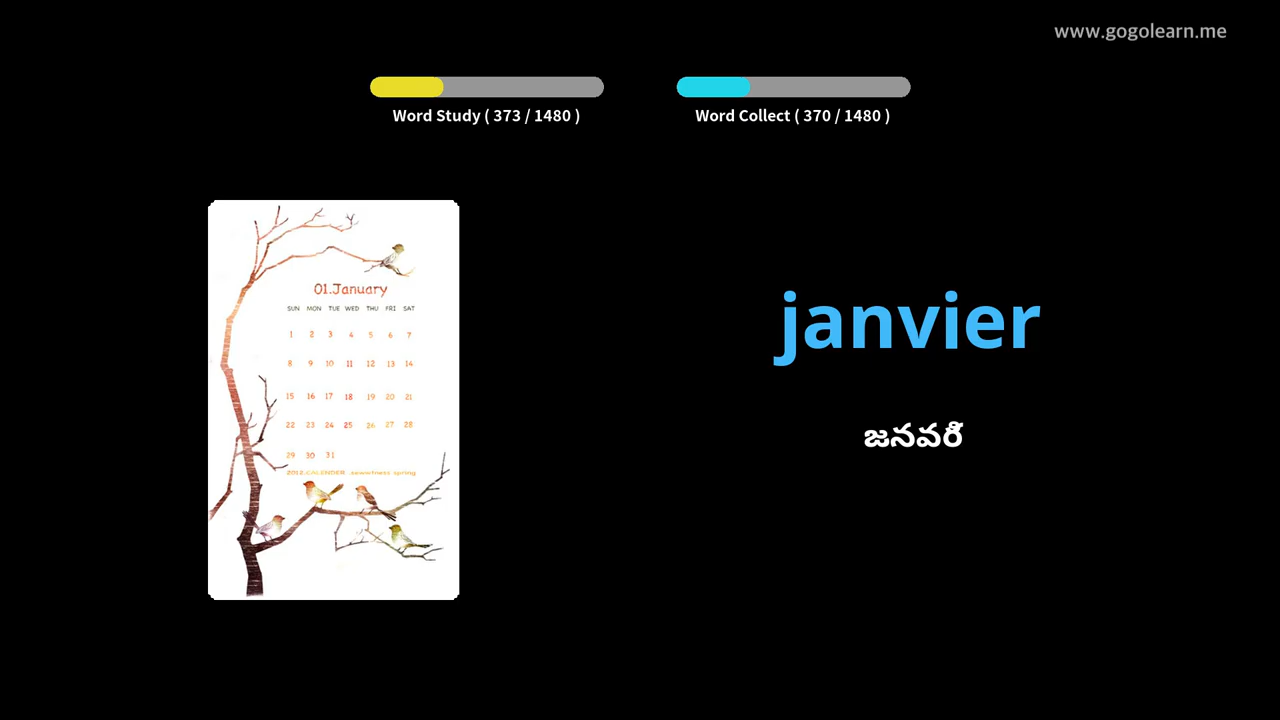 www.gogolearn.me
Word Study ( 373 / 1480 )
Word Collect ( 370 / 1480 )
01.January
SUN MON TUE WED THU FRI SAT
1 2 3 4 5 6 7
8 9 10 11 12 13 14
15 16 17 18 19 20 21
22 23 24 25 26 27 28
29 30 31
CALENDER spring
janvier
జనవరి